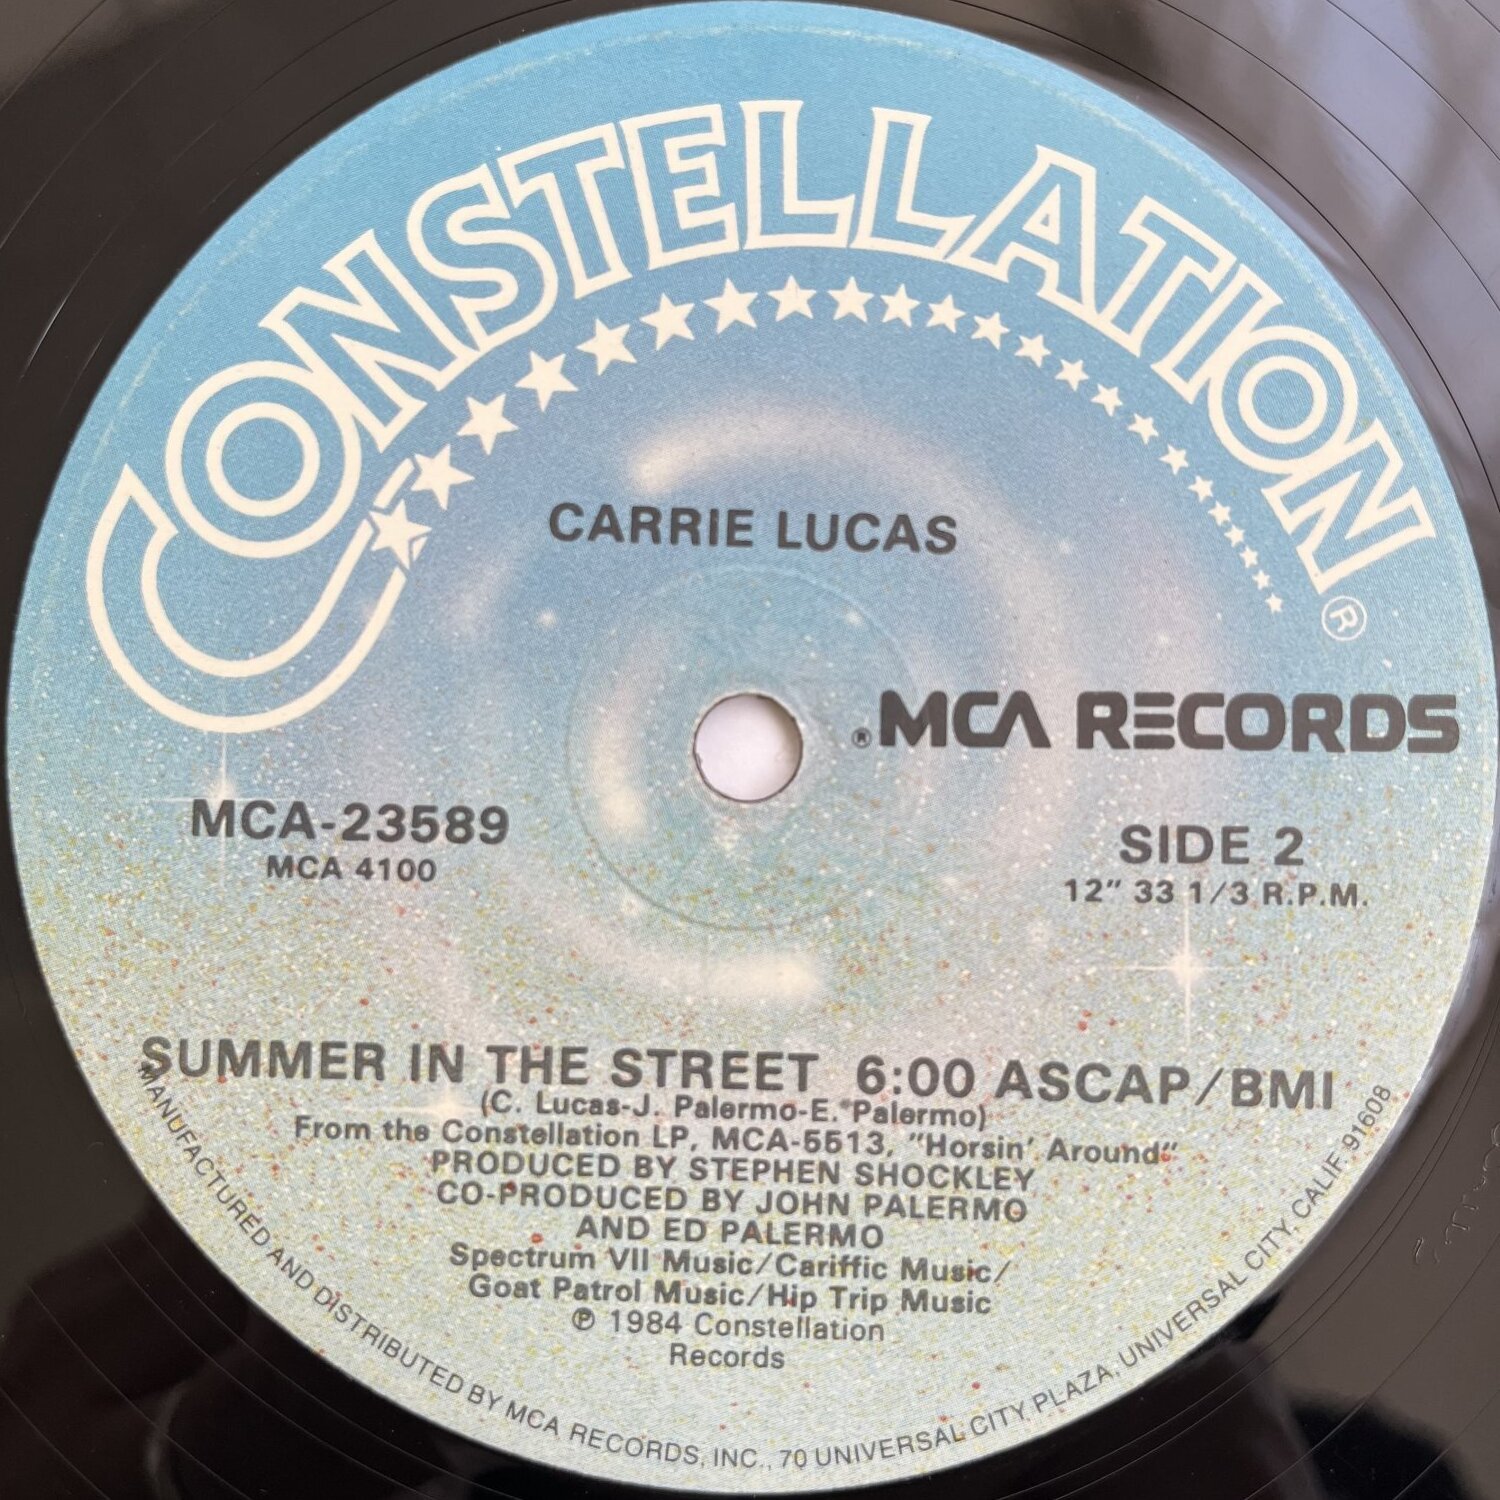 CONSTELLATION
®
CARRIE LUCAS
® MCA RECORDS
MCA-23589
MCA 4100
SIDE 2
12" 33 1/3 R.P.M.
SUMMER IN THE STREET 6:00 ASCAP/BMI
(C. Lucas-J. Palermo-E. Palermo)
From the Constellation LP, MCA-5513, "Horsin' Around"
PRODUCED BY STEPHEN SHOCKLEY
CO-PRODUCED BY JOHN PALERMO
AND ED PALERMO
Spectrum VII Music/Cariffic Music/
Goat Patrol Music/Hip Trip Music
℗ 1984 Constellation
Records
MANUFACTURED AND DISTRIBUTED BY MCA RECORDS, INC., 70 UNIVERSAL CITY PLAZA, UNIVERSAL CITY, CALIF. 91608